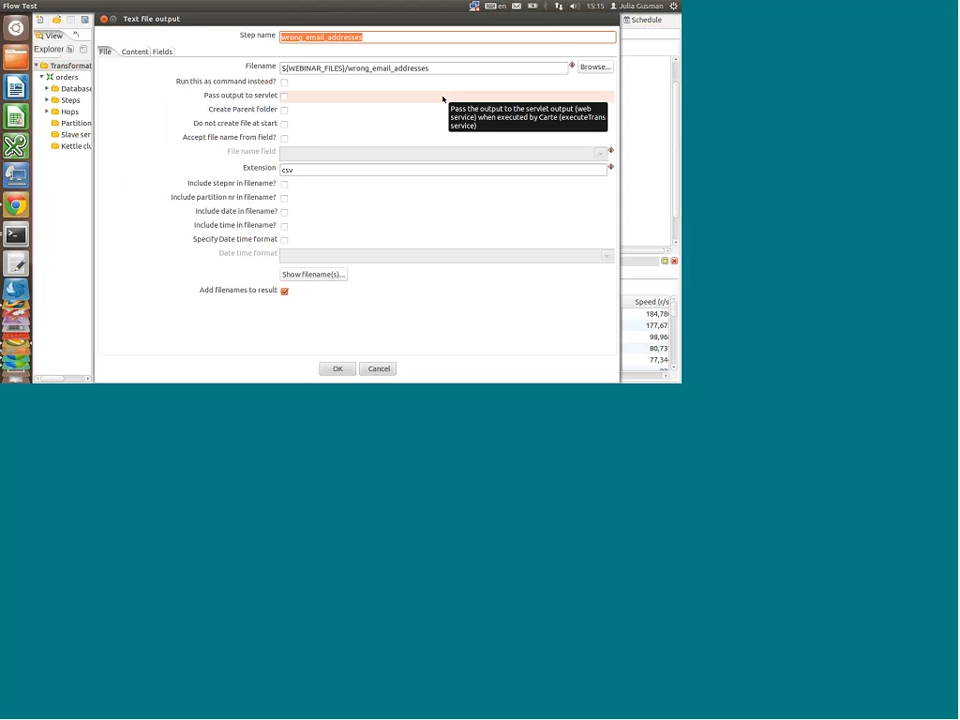 Flow Test
en
15:15
Julia Gusman
Text file output
Schedule
View
Explorer
Transformat
orders
Databas
Steps
Hops
Partition
Slave ser
Kettle clu
Step name
wrong_email_addresses
File
Content
Fields
Filename
${WEBINAR_FILES}/wrong_email_addresses
Browse...
Run this as command instead?
Pass output to servlet
Create Parent folder
Do not create file at start
Accept file name from field?
File name field
Extension
csv
Include stepnr in filename?
Include partition nr in filename?
Include date in filename?
Include time in filename?
Specify Date time format
Date time format
Show filename(s)...
Add filenames to result
OK
Cancel
Pass the output to the servlet output (web
service) when executed by Carte (executeTrans
service)
Speed (r/s
184,78
177,67
98,96
80,73
77,34